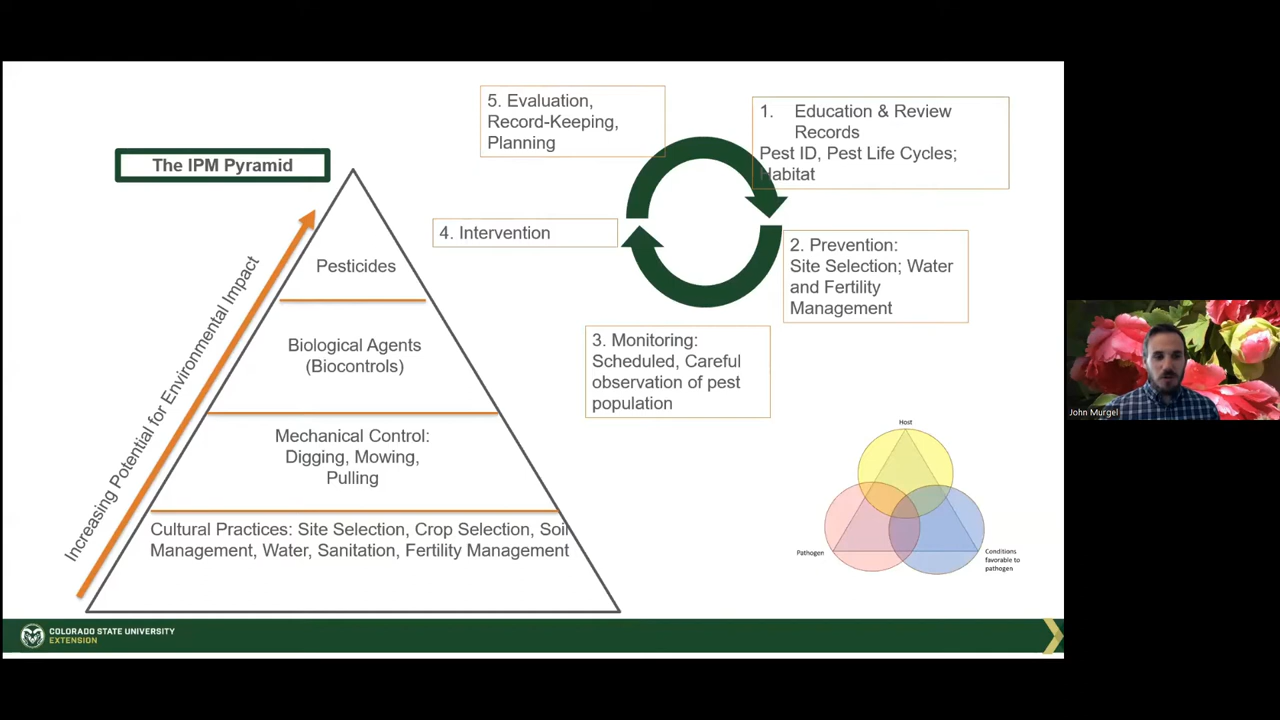 The IPM Pyramid
Increasing Potential for Environmental Impact
Pesticides
Biological Agents
(Biocontrols)
Mechanical Control:
Digging, Mowing,
Pulling
Cultural Practices: Site Selection, Crop Selection, Soil
Management, Water, Sanitation, Fertility Management
5. Evaluation,
Record-Keeping,
Planning
1. Education & Review
Records
Pest ID, Pest Life Cycles;
Habitat
4. Intervention
2. Prevention:
Site Selection; Water
and Fertility
Management
3. Monitoring:
Scheduled, Careful
observation of pest
population
Host
Pathogen
Conditions
favorable to
pathogen
John Murgel
COLORADO STATE UNIVERSITY
EXTENSION